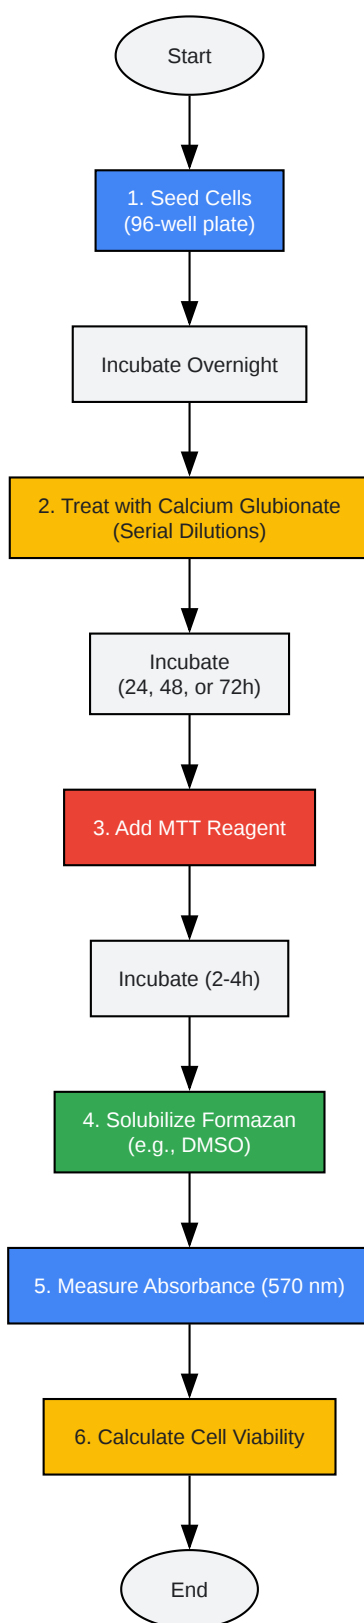 Start
1. Seed Cells
(96-well plate)
Incubate Overnight
2. Treat with Calcium Glubionate
(Serial Dilutions)
Incubate
(24, 48, or 72h)
3. Add MTT Reagent
Incubate (2-4h)
4. Solubilize Formazan
(e.g., DMSO)
5. Measure Absorbance (570 nm)
6. Calculate Cell Viability
End